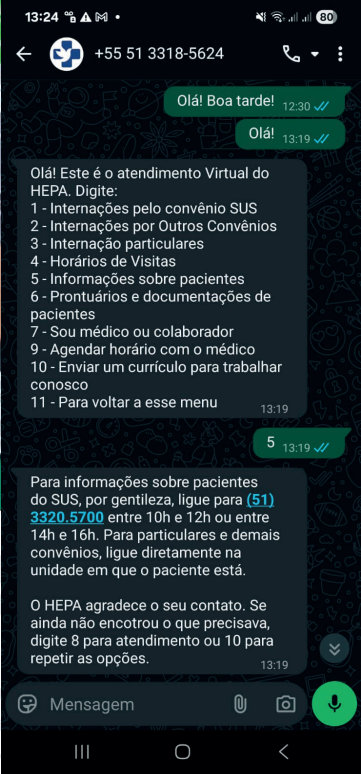 13:24
80
+55 51 3318-5624
Olá! Boa tarde! 12:30
Olá! 13:19
Olá! Este é o atendimento Virtual do
HEPA. Digite:
1 - Internações pelo convênio SUS
2 - Internações por Outros Convênios
3 - Internação particulares
4 - Horários de Visitas
5 - Informações sobre pacientes
6 - Prontuários e documentações de
pacientes
7 - Sou médico ou colaborador
9 - Agendar horário com o médico
10 - Enviar um currículo para trabalhar
conosco
11 - Para voltar a esse menu
13:19
5 13:19
Para informações sobre pacientes
do SUS, por gentileza, ligue para (51)
3320.5700 entre 10h e 12h ou entre
14h e 16h. Para particulares e demais
convênios, ligue diretamente na
unidade em que o paciente está.
O HEPA agradece o seu contato. Se
ainda não encotrou o que precisava,
digite 8 para atendimento ou 10 para
repetir as opções.
13:19
Mensagem